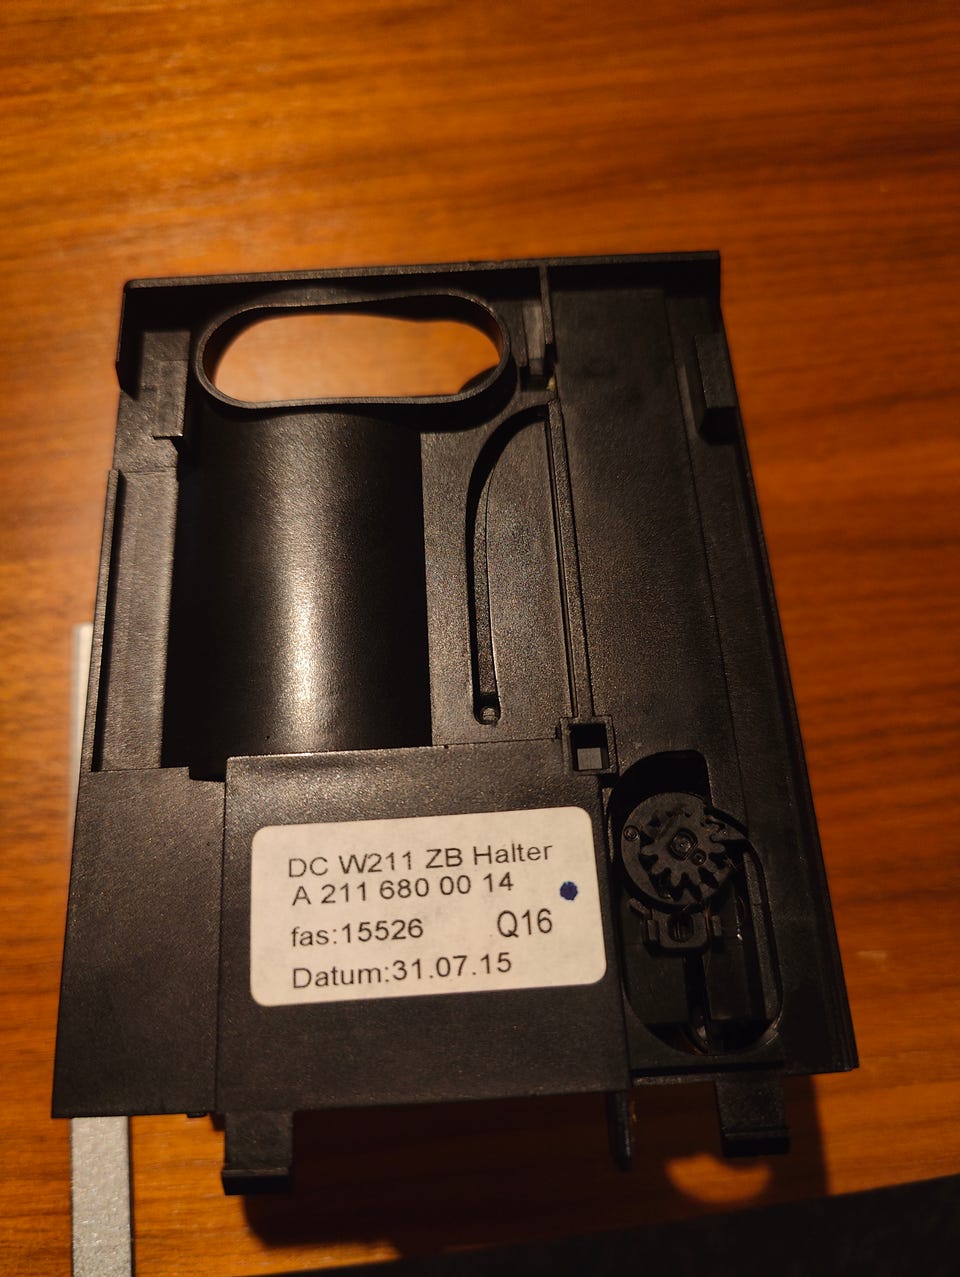 DC W211 ZB Halter
A 211 680 00 14
fas:15526 Q16
Datum:31.07.15